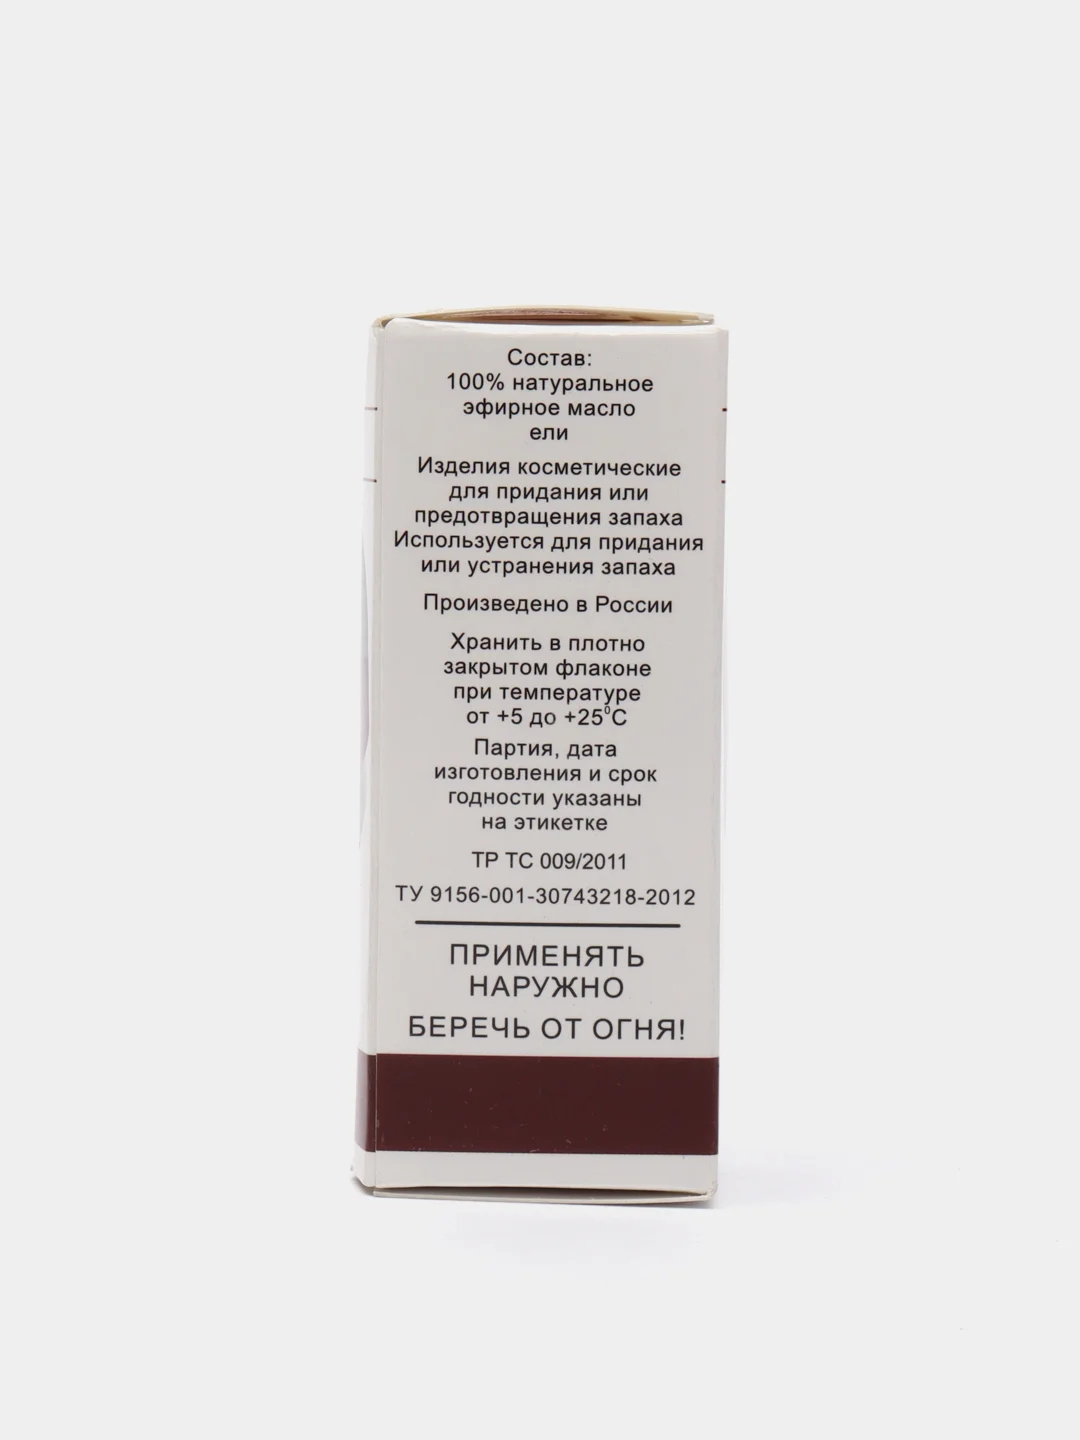 Состав:
100% натуральное
эфирное масло
ели
Изделия косметические
для придания или
предотвращения запаха
Используется для придания
или устранения запаха
Произведено в России
Хранить в плотно
закрытом флаконе
при температуре
от +5 до +25⁰С
Партия, дата
изготовления и срок
годности указаны
на этикетке
ТР ТС 009/2011
ТУ 9156-001-30743218-2012
ПРИМЕНЯТЬ
НАРУЖНО
БЕРЕЧЬ ОТ ОГНЯ!